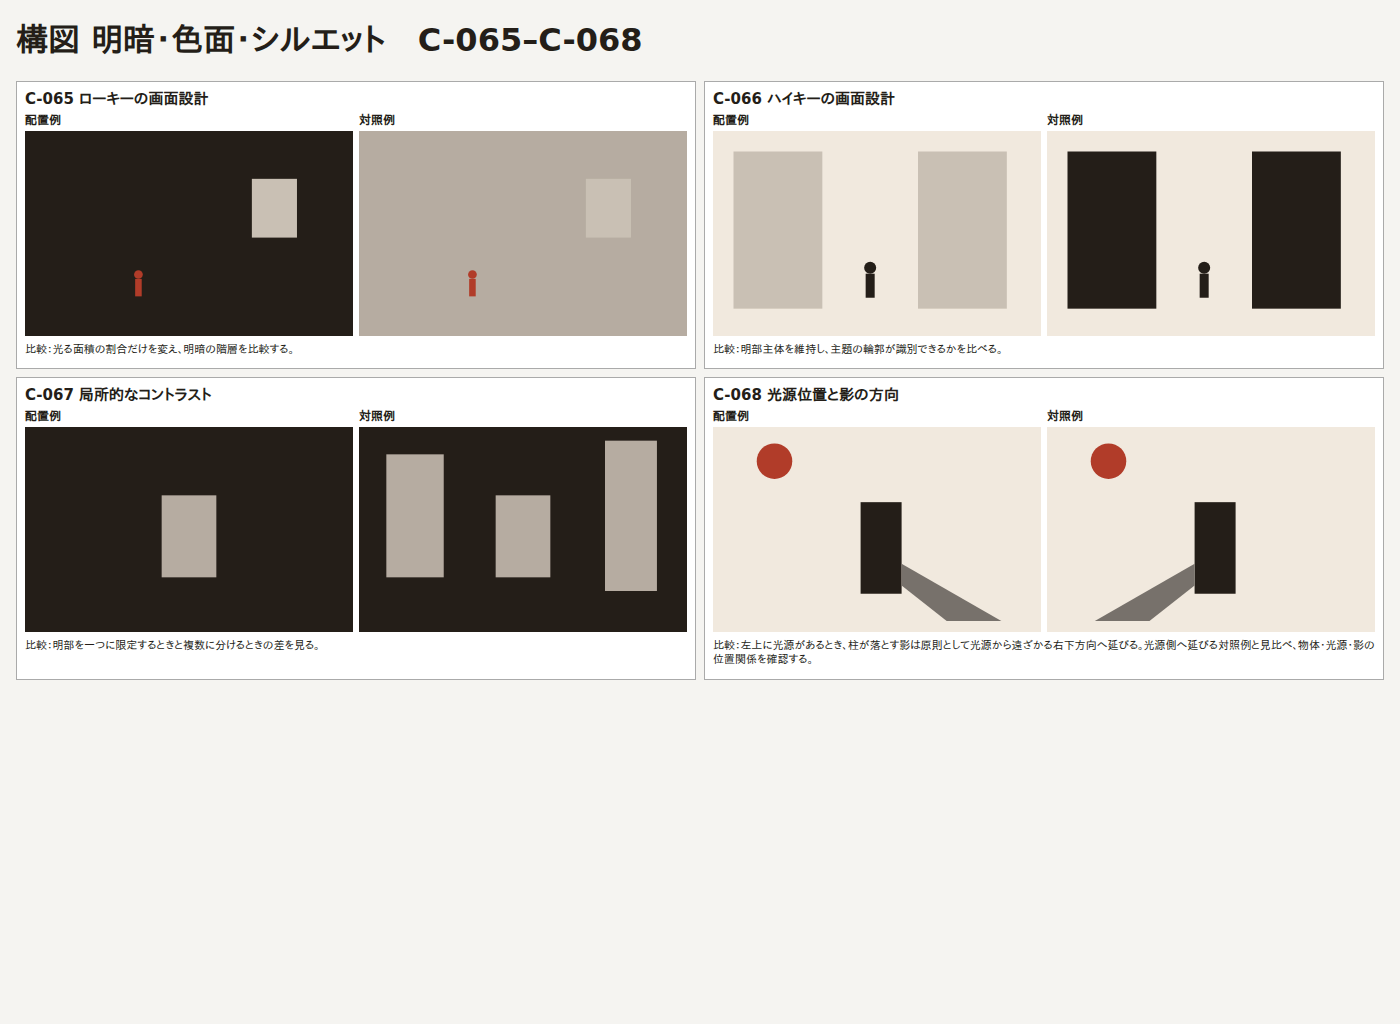 構図 明暗・色面・シルエット　C-065–C-068
C-065 ローキーの画面設計
配置例
対照例
比較：光る面積の割合だけを変え、明暗の階層を比較する。
C-066 ハイキーの画面設計
配置例
対照例
比較：明部主体を維持し、主題の輪郭が識別できるかを比べる。
C-067 局所的なコントラスト
配置例
対照例
比較：明部を一つに限定するときと複数に分けるときの差を見る。
C-068 光源位置と影の方向
配置例
対照例
比較：左上に光源があるとき、柱が落とす影は原則として光源から遠ざかる右下方向へ延びる。光源側へ延びる対照例と見比べ、物体・光源・影の
位置関係を確認する。